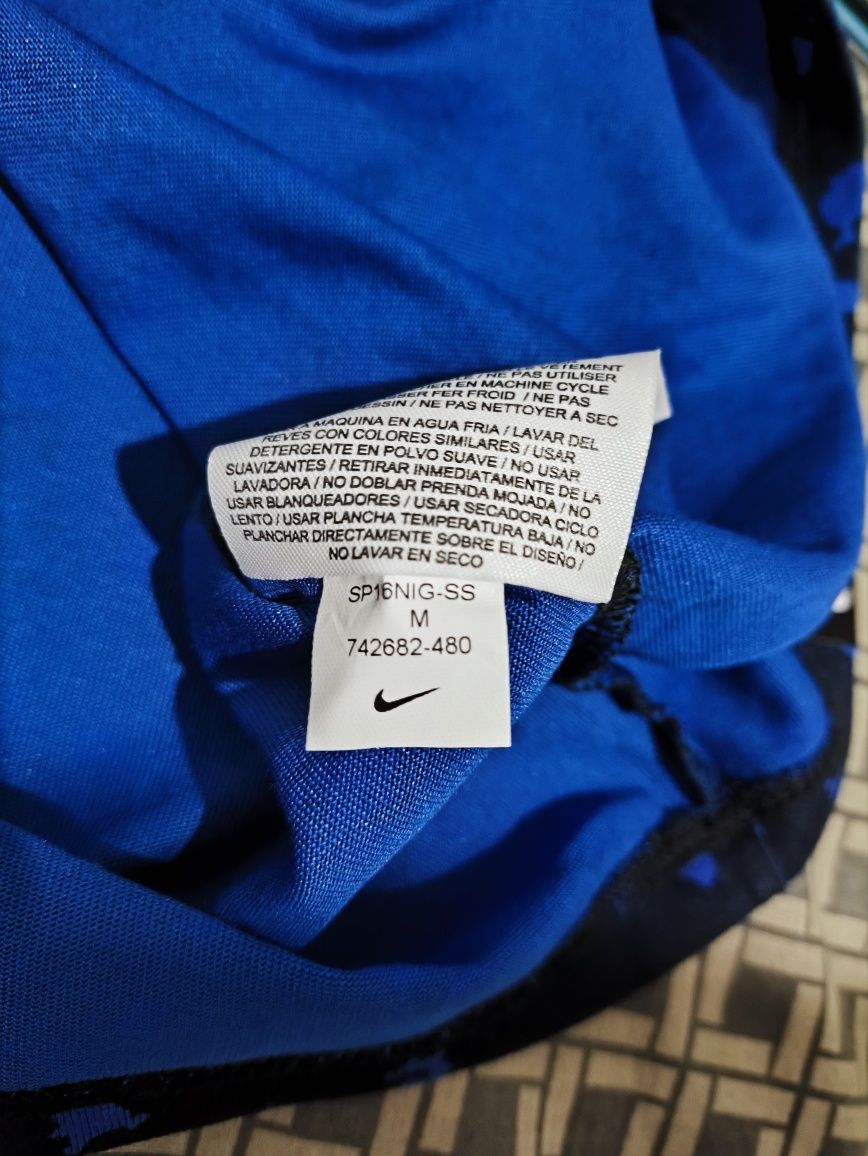 VETEMENT
/ NE PAS UTILISER
EN MACHINE CYCLE
FER FROID / NE PAS
/ NE PAS NETTOYER A SEC
MAQUINA EN AGUA FRIA / LAVAR DEL
REVES CON COLORES SIMILARES / USAR
DETERGENTE EN POLVO SUAVE / NO USAR
SUAVIZANTES / RETIRAR INMEDIATAMENTE DE LA
LAVADORA / NO DOBLAR PRENDA MOJADA / NO
USAR BLANQUEADORES / USAR SECADORA CICLO
LENTO / USAR PLANCHA TEMPERATURA BAJA / NO
PLANCHAR DIRECTAMENTE SOBRE EL DISEÑO /
NO LAVAR EN SECO
SP16NIG-SS
M
742682-480